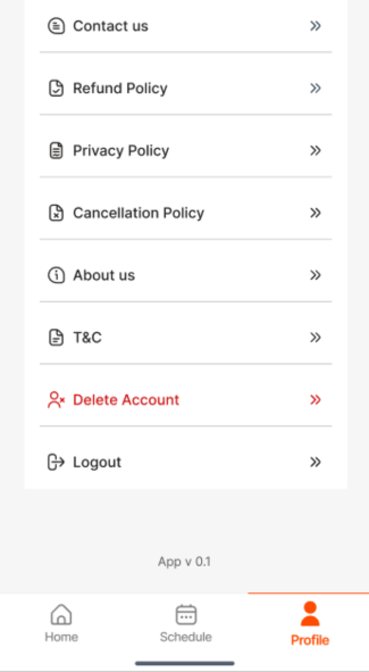 Contact us
Refund Policy
Privacy Policy
Cancellation Policy
About us
T&C
Delete Account
Logout
App v 0.1
Home
Schedule
Profile